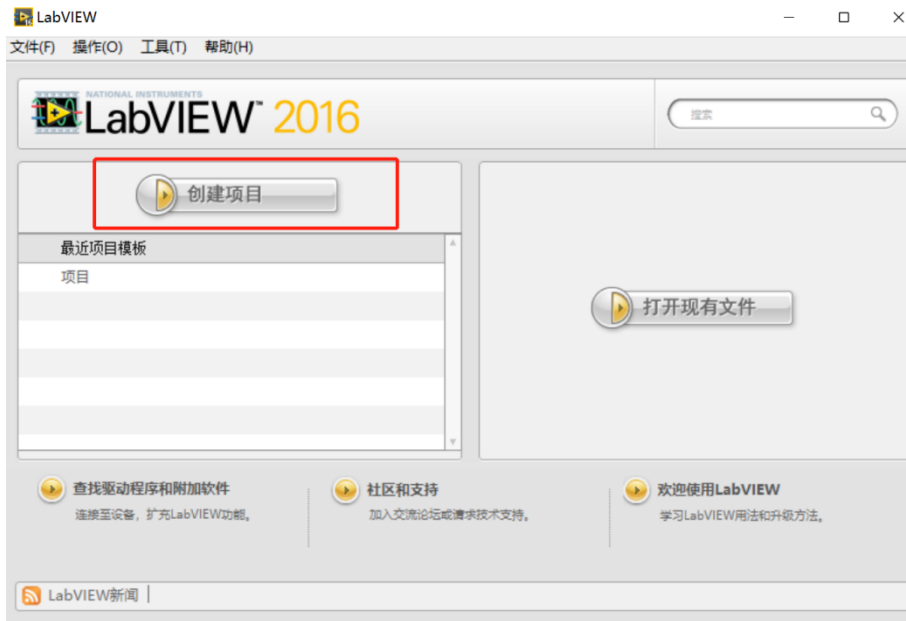 LabVIEW
文件(F) 操作(O) 工具(T) 帮助(H)
NATIONAL INSTRUMENTS
LabVIEW™ 2016
搜索
创建项目
最近项目模板
项目
打开现有文件
查找驱动程序和附加软件
连接至设备，扩充LabVIEW功能。
社区和支持
加入交流论坛或请求技术支持。
欢迎使用LabVIEW
学习LabVIEW用法和升级方法。
LabVIEW新闻